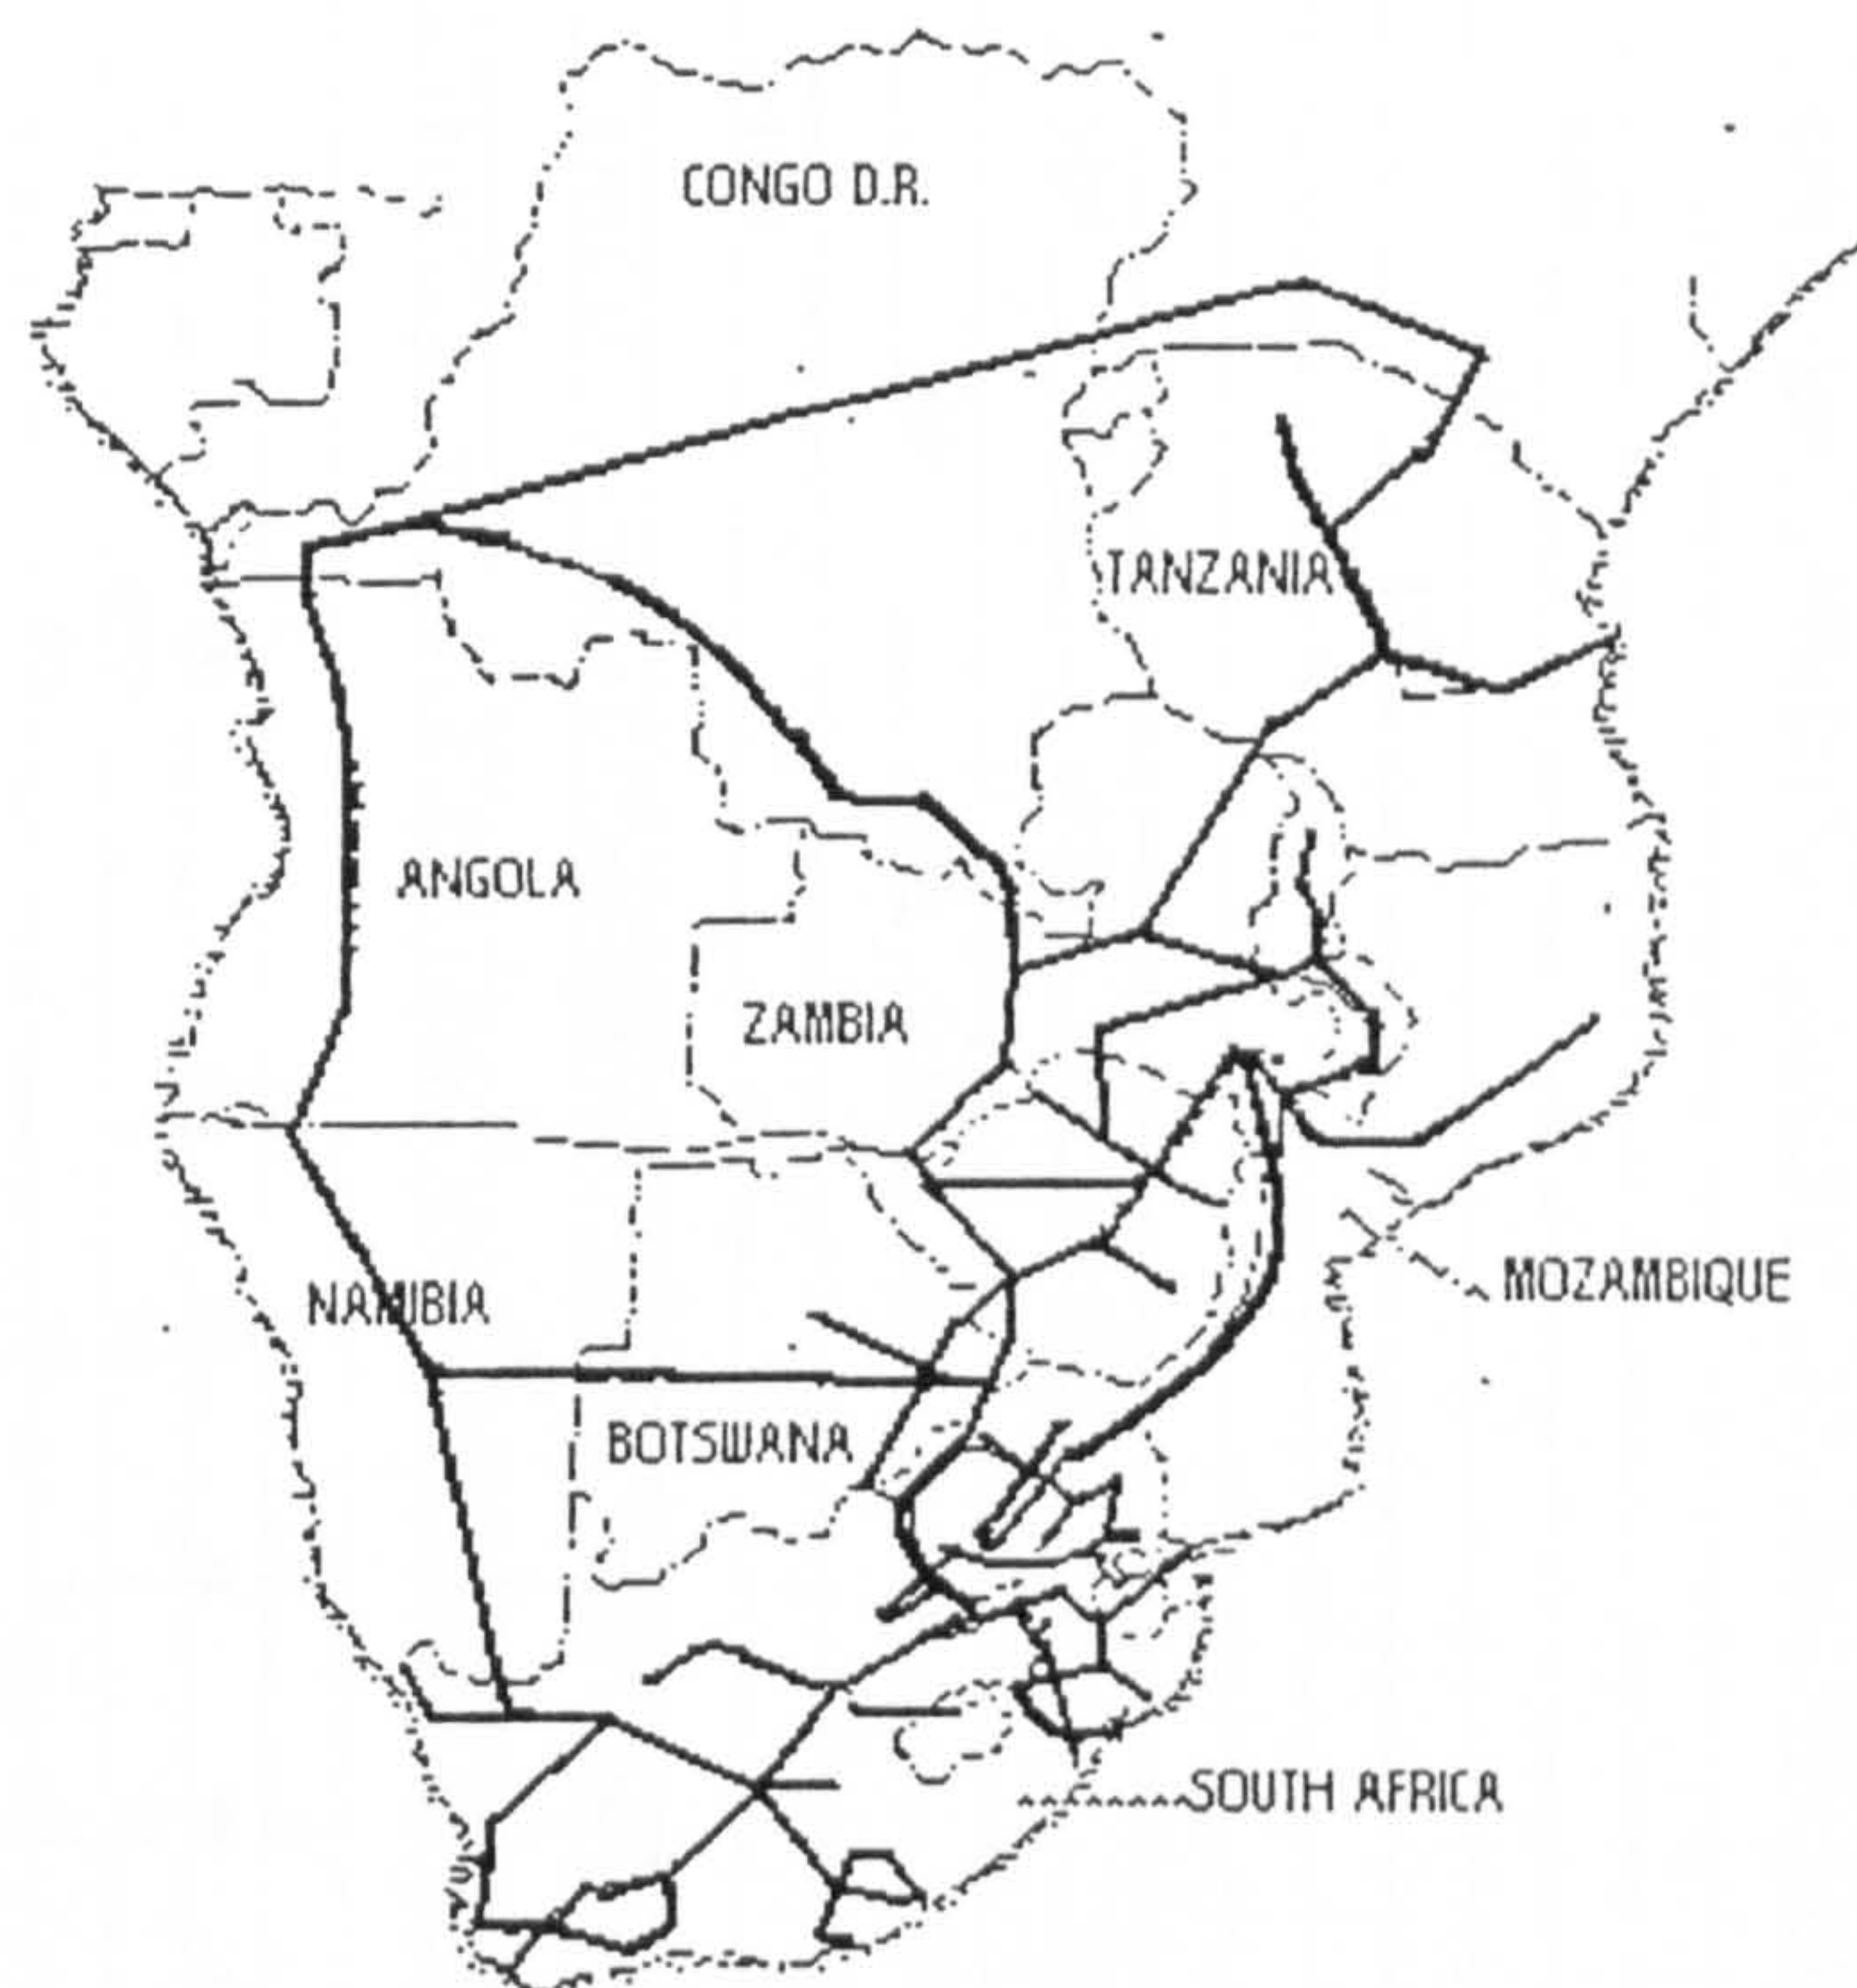 CONGO D.R.
TANZANIA
ANGOLA
ZAMBIA
NAMIBIA
MOZAMBIQUE
BOTSWANA
SOUTH AFRICA